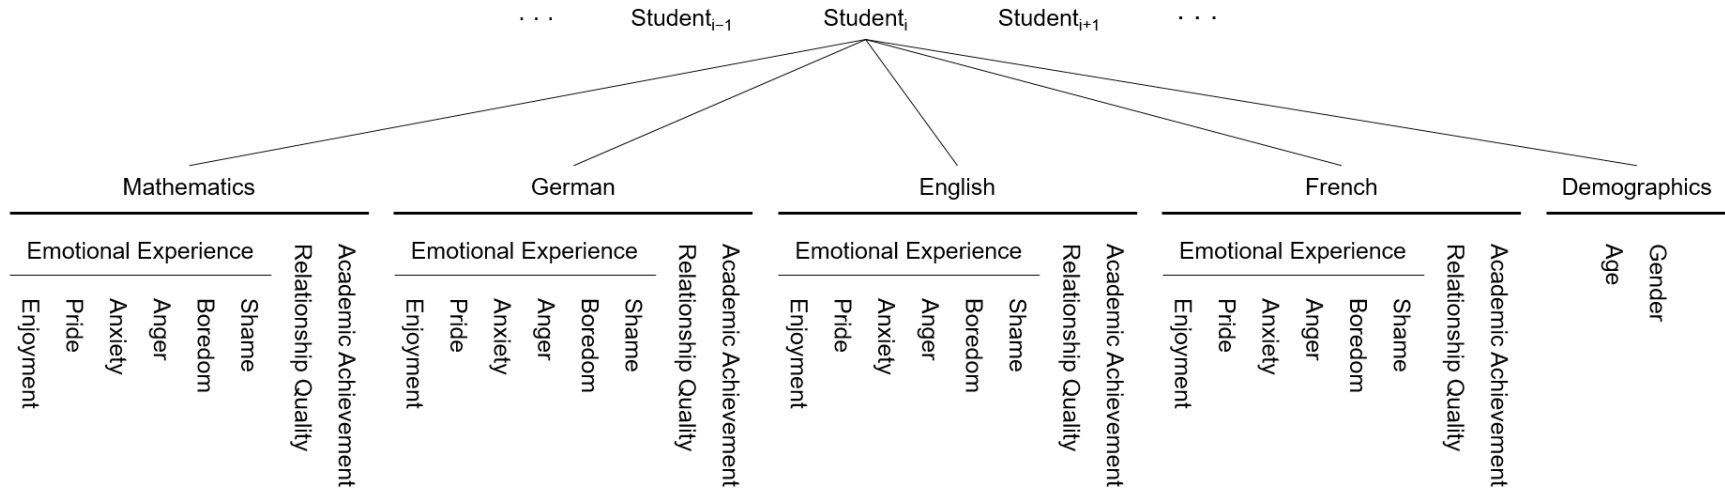 . . . Studentᵢ₋₁ Studentᵢ Studentᵢ₊₁ . . .
Mathematics
Emotional Experience
Enjoyment
Pride
Anxiety
Anger
Boredom
Shame
Relationship Quality
Academic Achievement
German
Emotional Experience
Enjoyment
Pride
Anxiety
Anger
Boredom
Shame
Relationship Quality
Academic Achievement
English
Emotional Experience
Enjoyment
Pride
Anxiety
Anger
Boredom
Shame
Relationship Quality
Academic Achievement
French
Emotional Experience
Enjoyment
Pride
Anxiety
Anger
Boredom
Shame
Relationship Quality
Academic Achievement
Demographics
Age
Gender